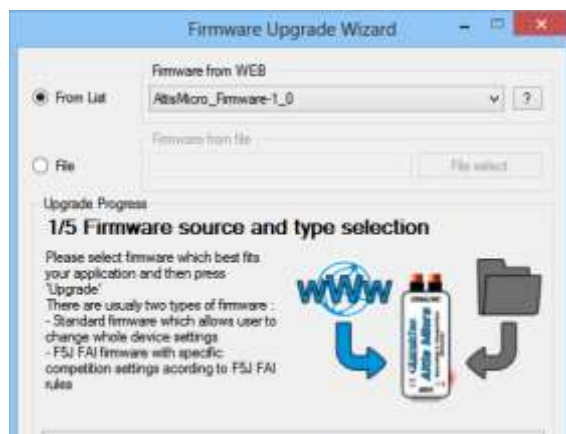 Firmware Upgrade Wizard
Firmware from WEB
From List
AltisMicro_Firmware-1_0
?
Firmware from file
File
File select
Upgrade Progress
1/5 Firmware source and type selection
Please select firmware which best fits
your application and then press
'Upgrade'
There are usualy two types of firmware :
- Standard firmware which allows user to
change whole device settings
- F5J FAI firmware with specific
competition settings acording to F5J FAI
rules
WWW
Altis Micro